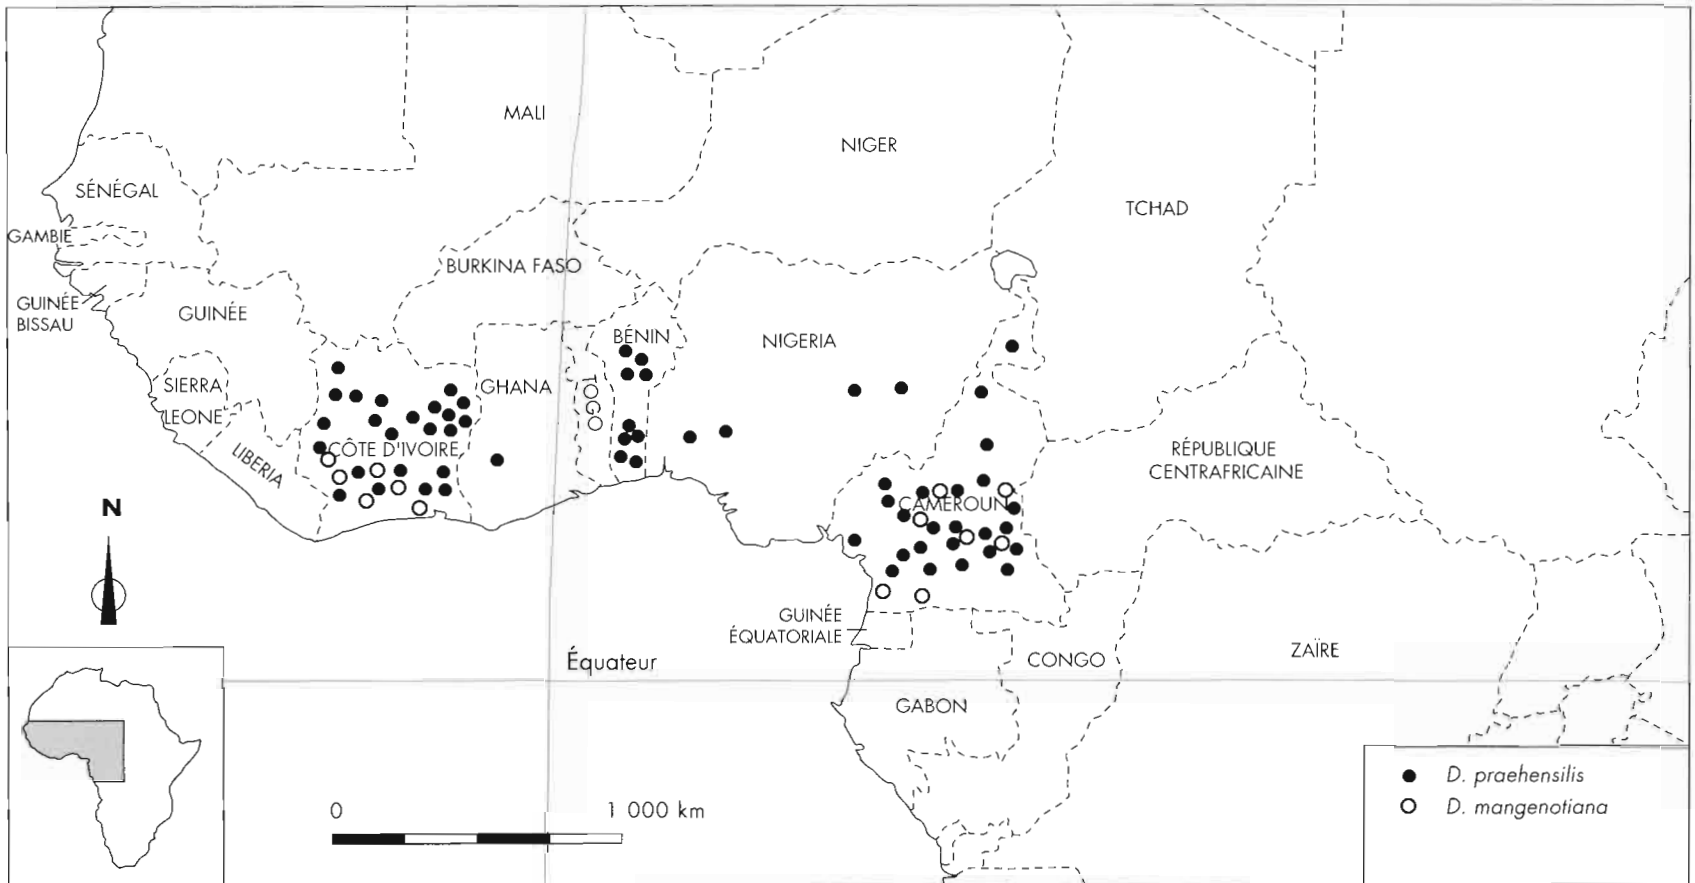 MALI
NIGER
TCHAD
SÉNÉGAL
GAMBIE
BURKINA FASO
GUINÉE
BISSAU
GUINÉE
BÉNIN
NIGERIA
SIERRA
LEONE
GHANA
TOGO
LIBERIA
CÔTE D'IVOIRE
RÉPUBLIQUE
CENTRAFRICAINE
CAMEROUN
N
GUINÉE
ÉQUATORIALE
Équateur
CONGO
ZAÏRE
GABON
0 1 000 km
D. praehensilis
D. mangenotiana